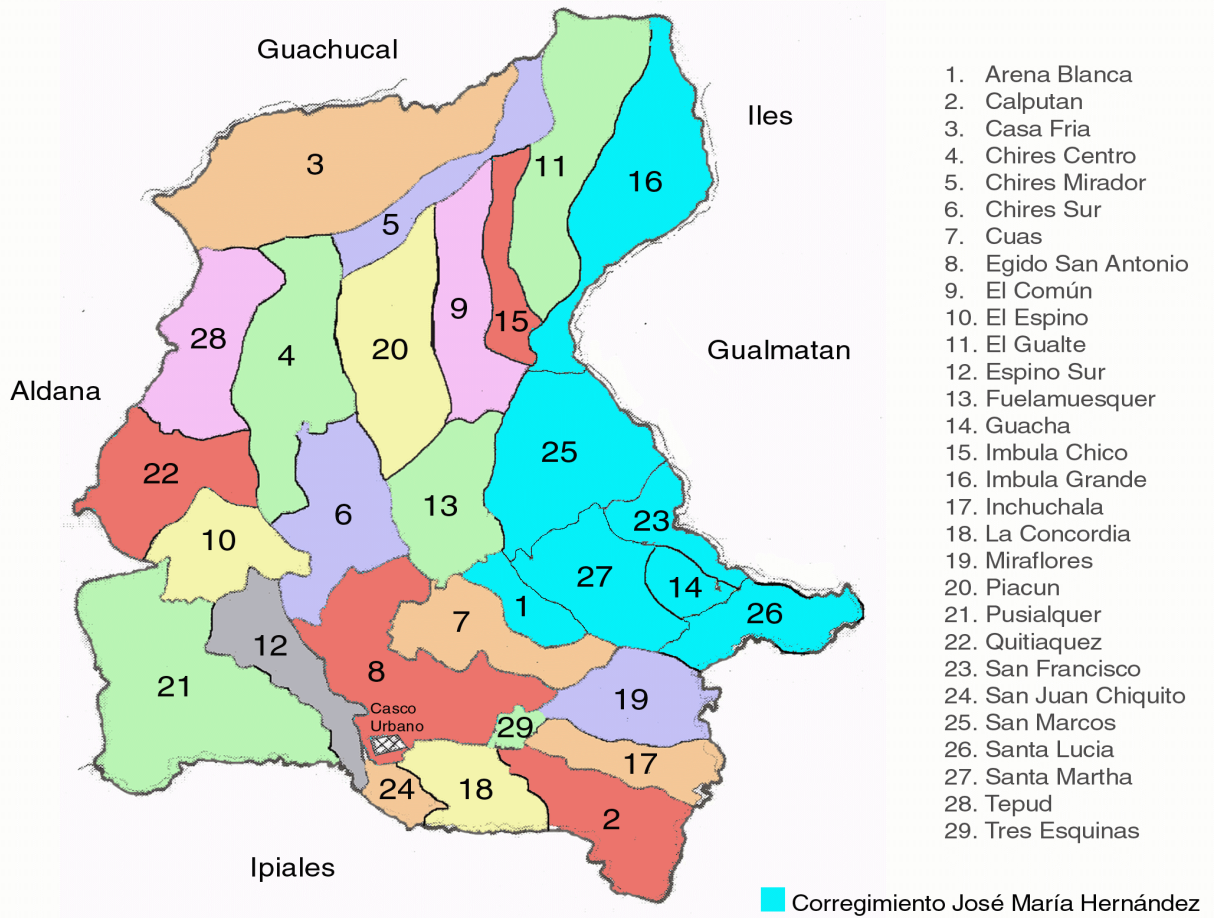 Guachucal
Iles
Gualmatan
Aldana
Ipiales
3
11
16
5
9
15
28
4
20
25
22
6
13
10
23
27
14
1
26
7
12
8
21
19
Casco
Urbano
29
17
24
18
2
1. Arena Blanca
2. Calputan
3. Casa Fria
4. Chires Centro
5. Chires Mirador
6. Chires Sur
7. Cuas
8. Egido San Antonio
9. El Común
10. El Espino
11. El Gualte
12. Espino Sur
13. Fuelamuesquer
14. Guacha
15. Imbula Chico
16. Imbula Grande
17. Inchuchala
18. La Concordia
19. Miraflores
20. Piacun
21. Pusialquer
22. Quitiaquez
23. San Francisco
24. San Juan Chiquito
25. San Marcos
26. Santa Lucia
27. Santa Martha
28. Tepud
29. Tres Esquinas
Corregimiento José María Hernández